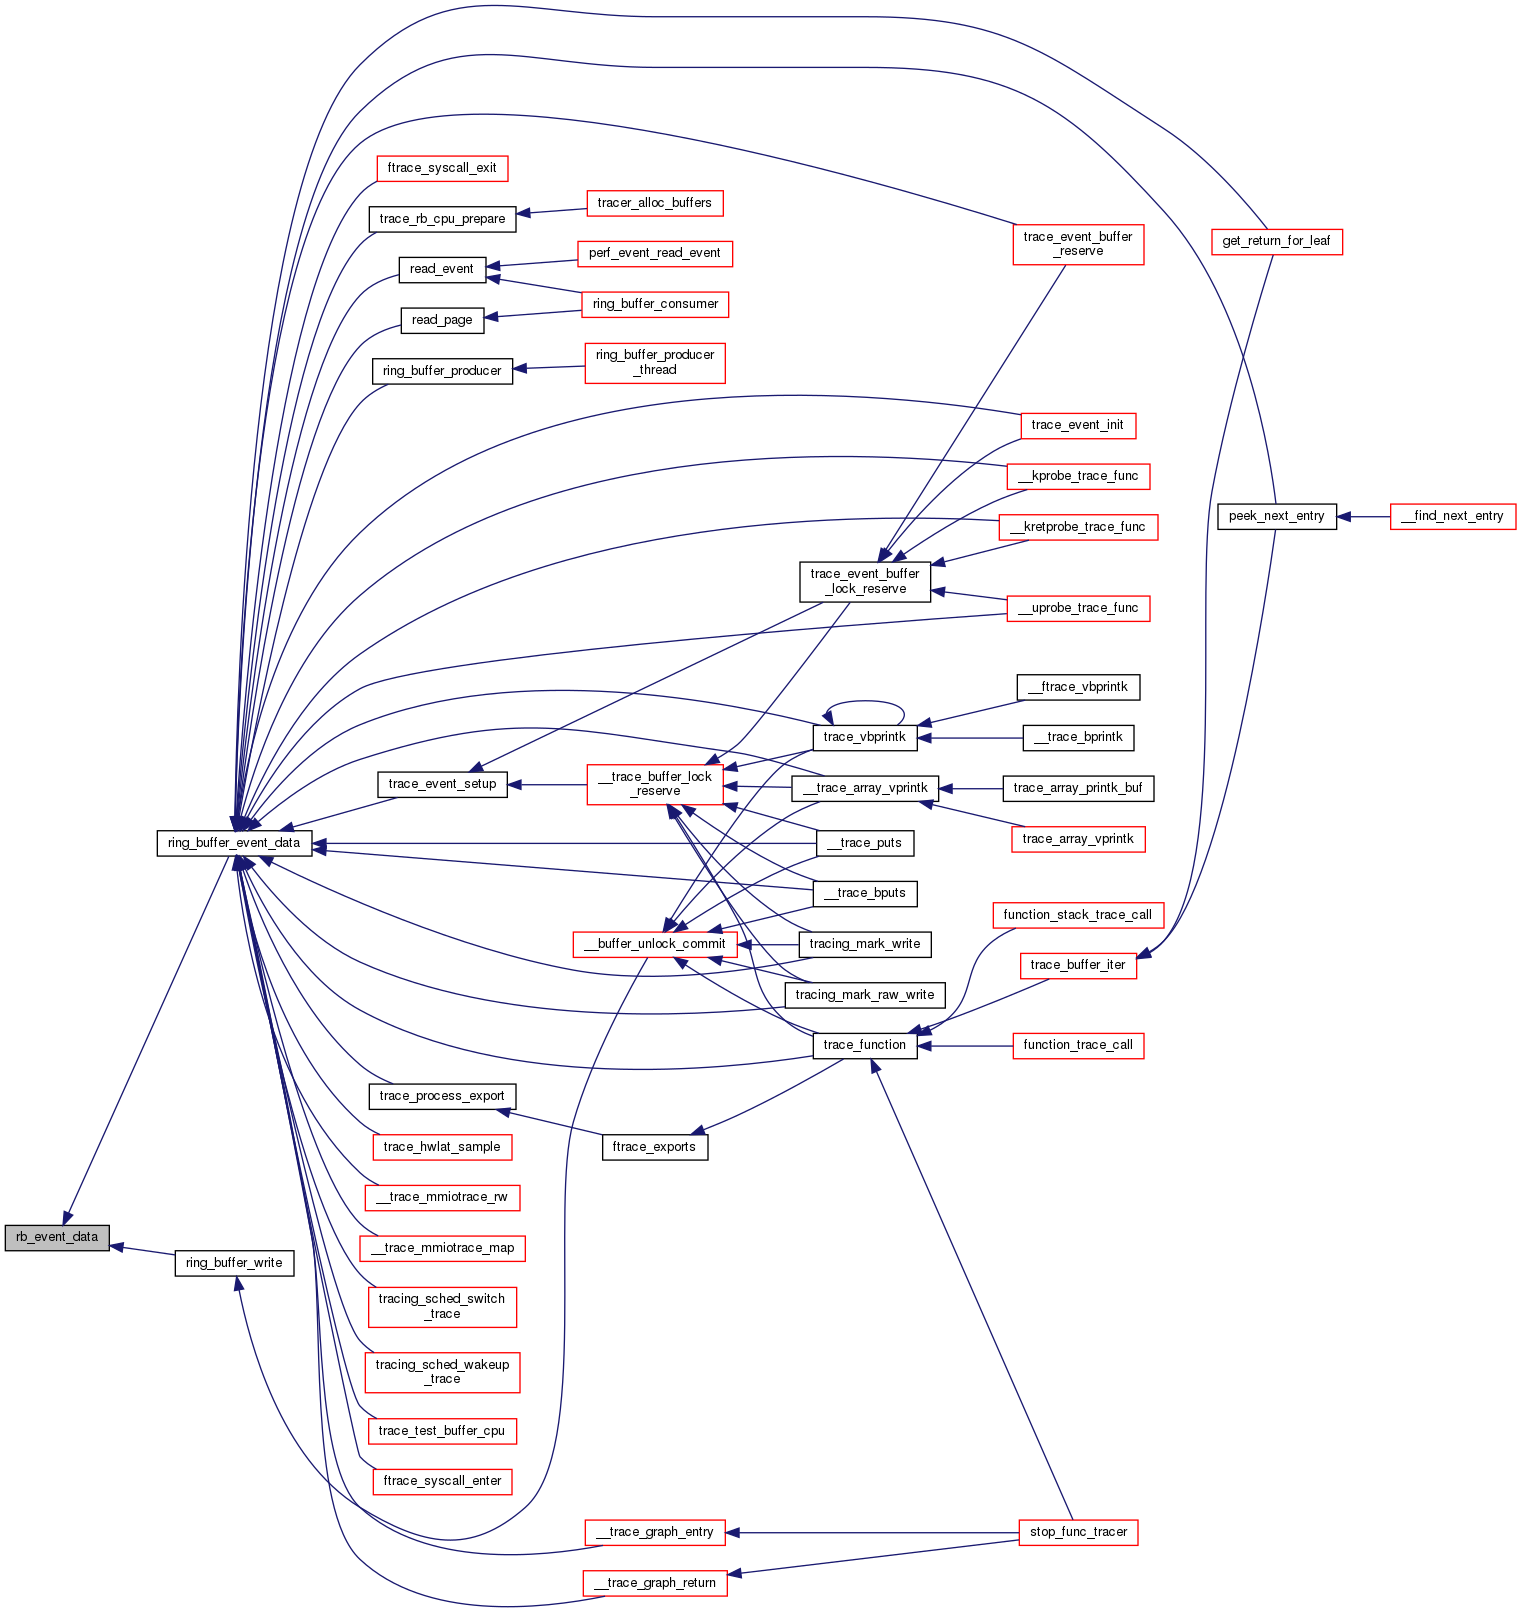 ftrace_syscall_exit
trace_rb_cpu_prepare
tracer_alloc_buffers
trace_event_buffer
_reserve
get_return_for_leaf
read_event
perf_event_read_event
read_page
ring_buffer_consumer
ring_buffer_producer
ring_buffer_producer
_thread
trace_event_init
__kprobe_trace_func
__kretprobe_trace_func
peek_next_entry
__find_next_entry
trace_event_buffer
_lock_reserve
__uprobe_trace_func
__ftrace_vbprintk
trace_vbprintk
__trace_bprintk
trace_event_setup
__trace_buffer_lock
_reserve
__trace_array_vprintk
trace_array_printk_buf
ring_buffer_event_data
__trace_puts
trace_array_vprintk
__trace_bputs
function_stack_trace_call
__buffer_unlock_commit
tracing_mark_write
trace_buffer_iter
tracing_mark_raw_write
trace_function
function_trace_call
trace_process_export
trace_hwlat_sample
ftrace_exports
__trace_mmiotrace_rw
rb_event_data
__trace_mmiotrace_map
ring_buffer_write
tracing_sched_switch
_trace
tracing_sched_wakeup
_trace
trace_test_buffer_cpu
ftrace_syscall_enter
__trace_graph_entry
stop_func_tracer
__trace_graph_return